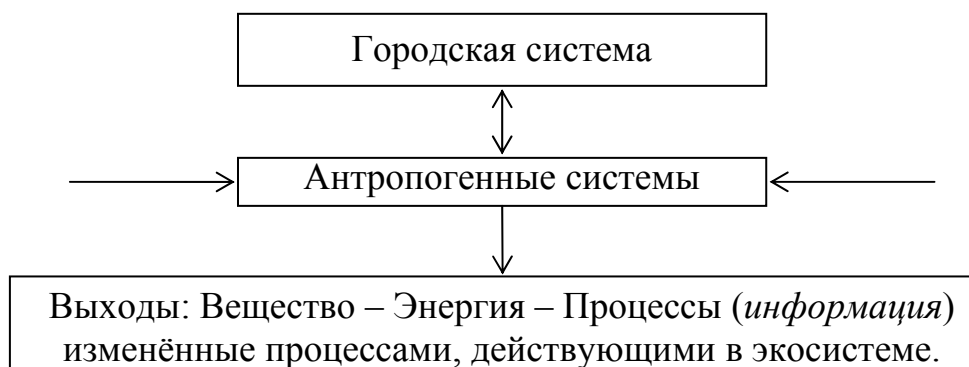 Городская система
Антропогенные системы
Выходы: Вещество – Энергия – Процессы (информация)
изменённые процессами, действующими в экосистеме.